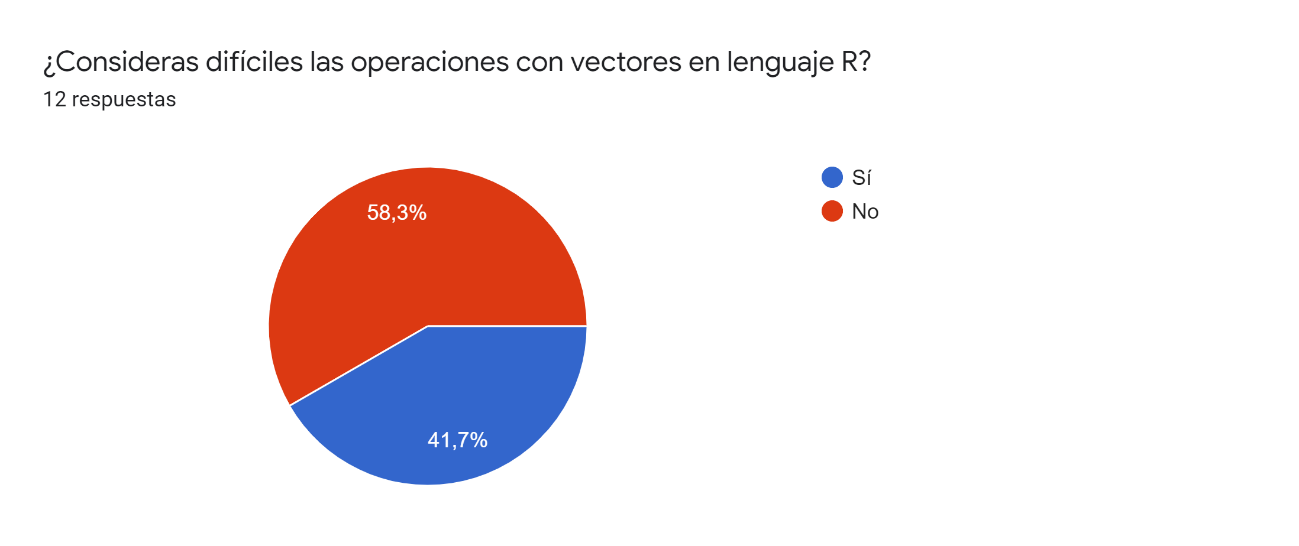 ¿Consideras difíciles las operaciones con vectores en lenguaje R?
12 respuestas
58,3%
41,7%
Sí
No